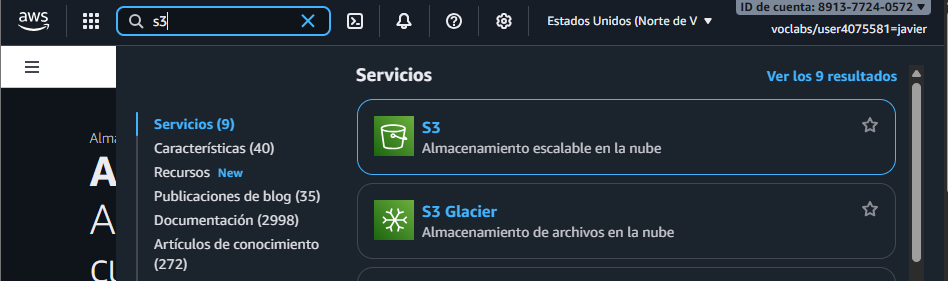 aws
s3
Estados Unidos (Norte de V
ID de cuenta: 8913-7724-0572
voclabs/user4075581=javier
Servicios
Ver los 9 resultados
Servicios (9)
Características (40)
Recursos New
Publicaciones de blog (35)
Documentación (2998)
Artículos de conocimiento
(272)
S3
Almacenamiento escalable en la nube
S3 Glacier
Almacenamiento de archivos en la nube
Alma
A
A
cu